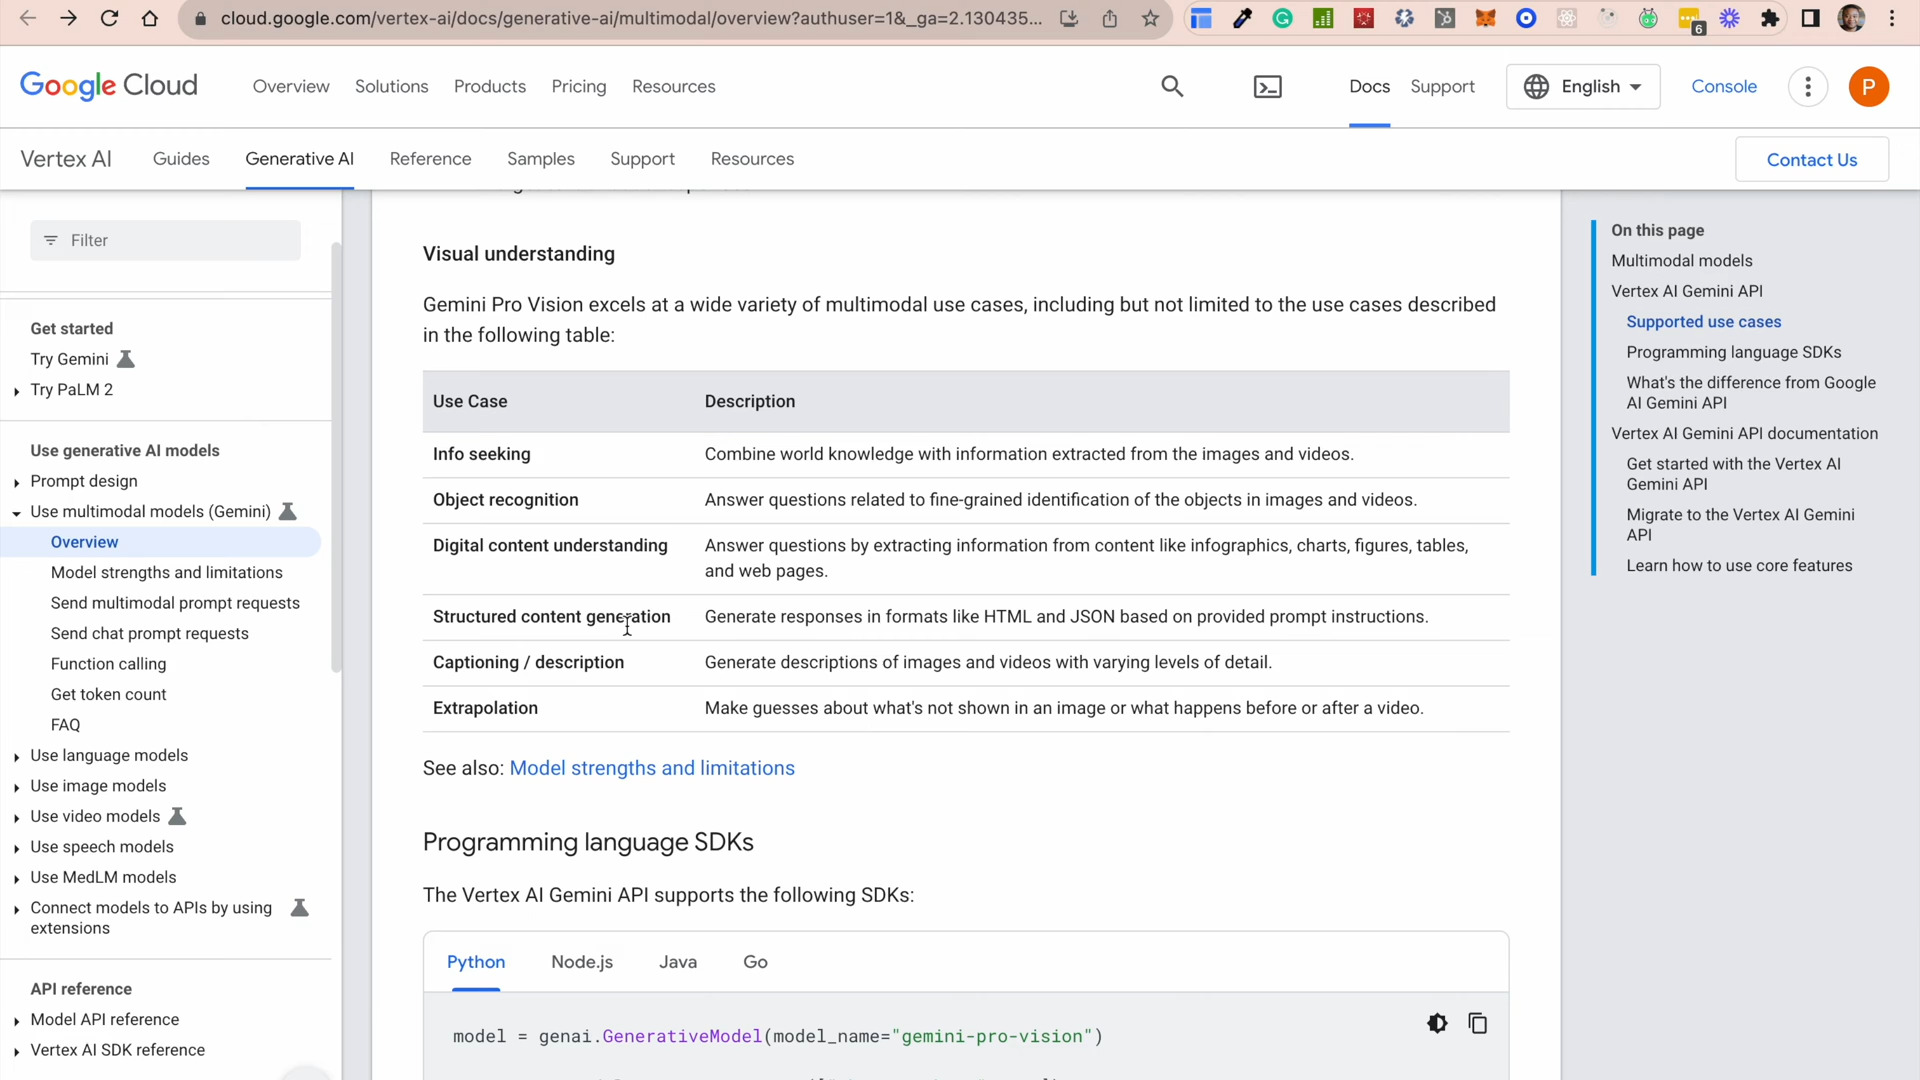 cloud.google.com/vertex-ai/docs/generative-ai/multimodal/overview?authuser=1&_ga=2.130435...
6
Google Cloud
Overview
Solutions
Products
Pricing
Resources
Docs
Support
English
Console
P
Vertex AI
Guides
Generative AI
Reference
Samples
Support
Resources
Contact Us
Filter
Get started
Try Gemini
Try PaLM 2
Use generative AI models
Prompt design
Use multimodal models (Gemini)
Overview
Model strengths and limitations
Send multimodal prompt requests
Send chat prompt requests
Function calling
Get token count
FAQ
Use language models
Use image models
Use video models
Use speech models
Use MedLM models
Connect models to APIs by using
extensions
API reference
Model API reference
Vertex AI SDK reference
Visual understanding
Gemini Pro Vision excels at a wide variety of multimodal use cases, including but not limited to the use cases described
in the following table:
Use Case
Description
Info seeking
Combine world knowledge with information extracted from the images and videos.
Object recognition
Answer questions related to fine-grained identification of the objects in images and videos.
Digital content understanding
Answer questions by extracting information from content like infographics, charts, figures, tables,
and web pages.
Structured content generation
Generate responses in formats like HTML and JSON based on provided prompt instructions.
Captioning / description
Generate descriptions of images and videos with varying levels of detail.
Extrapolation
Make guesses about what's not shown in an image or what happens before or after a video.
See also: Model strengths and limitations
Programming language SDKs
The Vertex AI Gemini API supports the following SDKs:
Python
Node.js
Java
Go
model = genai.GenerativeModel(model_name="gemini-pro-vision")
On this page
Multimodal models
Vertex AI Gemini API
Supported use cases
Programming language SDKs
What's the difference from Google
AI Gemini API
Vertex AI Gemini API documentation
Get started with the Vertex AI
Gemini API
Migrate to the Vertex AI Gemini
API
Learn how to use core features